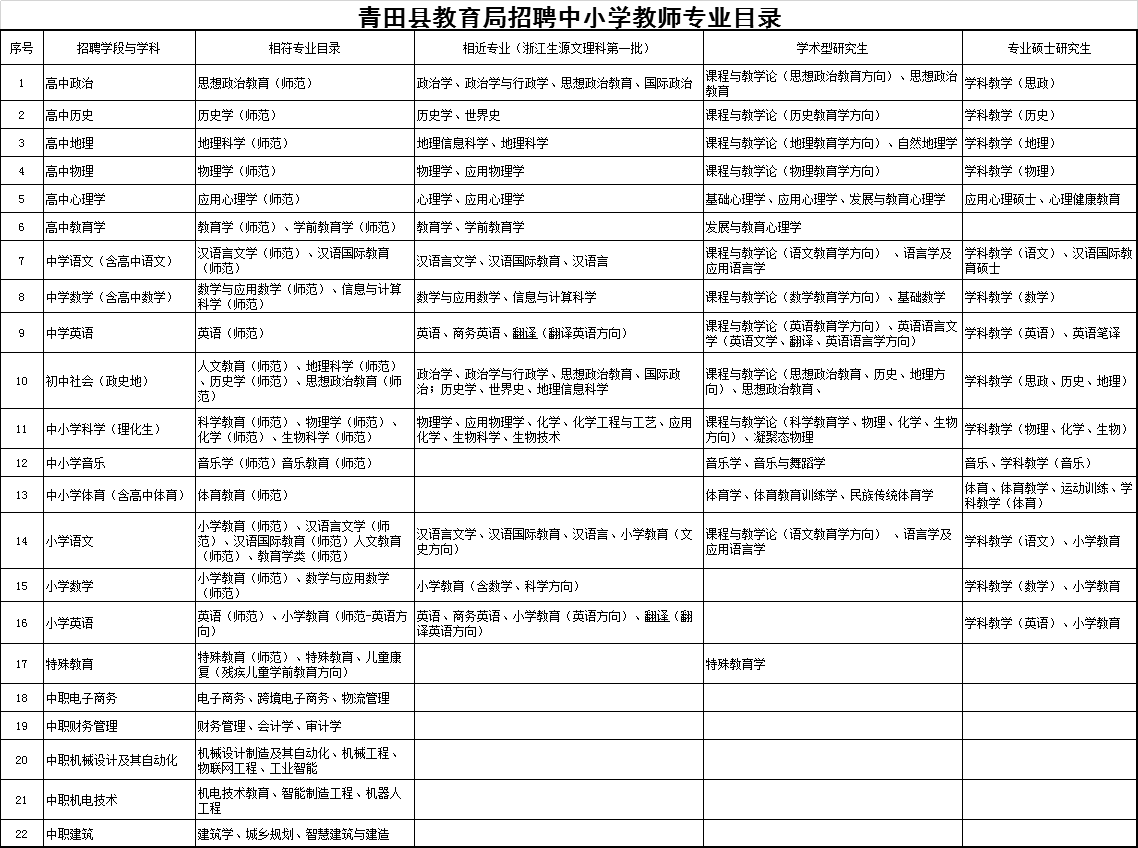 青田县教育局招聘中小学教师专业目录
序号 招聘学段与学科 相符专业目录 相近专业（浙江生源文理科第一批） 学术型研究生 专业硕士研究生
1 高中政治 思想政治教育（师范） 政治学、政治学与行政学、思想政治教育、国际政治 课程与教学论（思想政治教育方向）、思想政治
教育 学科教学（思政）
2 高中历史 历史学（师范） 历史学、世界史 课程与教学论（历史教育学方向） 学科教学（历史）
3 高中地理 地理科学（师范） 地理信息科学、地理科学 课程与教学论（地理教育学方向）、自然地理学 学科教学（地理）
4 高中物理 物理学（师范） 物理学、应用物理学 课程与教学论（物理教育学方向） 学科教学（物理）
5 高中心理学 应用心理学（师范） 心理学、应用心理学 基础心理学、应用心理学、发展与教育心理学 应用心理硕士、心理健康教育
6 高中教育学 教育学（师范）、学前教育学（师范） 教育学、学前教育学 发展与教育心理学
7 中学语文（含高中语文） 汉语言文学（师范）、汉语国际教育
（师范） 汉语言文学、汉语国际教育、汉语言 课程与教学论（语文教育学方向） 、语言学及
应用语言学 学科教学（语文）、汉语国际教
育硕士
8 中学数学（含高中数学） 数学与应用数学（师范）、信息与计算
科学（师范） 数学与应用数学、信息与计算科学 课程与教学论（数学教育学方向）、基础数学 学科教学（数学）
9 中学英语 英语（师范） 英语、商务英语、翻译（翻译英语方向） 课程与教学论（英语教育学方向）、英语语言文
学（英语文学、翻译、英语语言学方向） 学科教学（英语）、英语笔译
10 初中社会（政史地） 人文教育（师范）、地理科学（师范）
、历史学（师范）、思想政治教育（师
范） 政治学、政治学与行政学、思想政治教育、国际政
治；历史学、世界史、地理信息科学 课程与教学论（思想政治教育、历史、地理方
向）、思想政治教育、 学科教学（思政、历史、地理）
11 中小学科学（理化生） 科学教育（师范）、物理学（师范）、
化学（师范）、生物科学（师范） 物理学、应用物理学、化学、化学工程与工艺、应用
化学、生物科学、生物技术 课程与教学论（科学教育学、物理、化学、生物
方向）、凝聚态物理 学科教学（物理、化学、生物）
12 中小学音乐 音乐学（师范）音乐教育（师范） 音乐学、音乐与舞蹈学 音乐、学科教学（音乐）
13 中小学体育（含高中体育） 体育教育（师范） 体育学、体育教育训练学、民族传统体育学 体育、体育教学、运动训练、学
科教学（体育）
14 小学语文 小学教育（师范）、汉语言文学（师
范）、汉语国际教育（师范）人文教育
（师范）、教育学类（师范） 汉语言文学、汉语国际教育、汉语言、小学教育（文
史方向） 课程与教学论（语文教育学方向） 、语言学及
应用语言学 学科教学（语文）、小学教育
15 小学数学 小学教育（师范）、数学与应用数学
（师范） 小学教育（含数学、科学方向） 学科教学（数学）、小学教育
16 小学英语 英语（师范）、小学教育（师范-英语方
向） 英语、商务英语、小学教育（英语方向）、翻译（翻
译英语方向） 学科教学（英语）、小学教育
17 特殊教育 特殊教育（师范）、特殊教育、儿童康
复（残疾儿童学前教育方向） 特殊教育学
18 中职电子商务 电子商务、跨境电子商务、物流管理
19 中职财务管理 财务管理、会计学、审计学
20 中职机械设计及其自动化 机械设计制造及其自动化、机械工程、
物联网工程、工业智能
21 中职机电技术 机电技术教育、智能制造工程、机器人
工程
22 中职建筑 建筑学、城乡规划、智慧建筑与建造